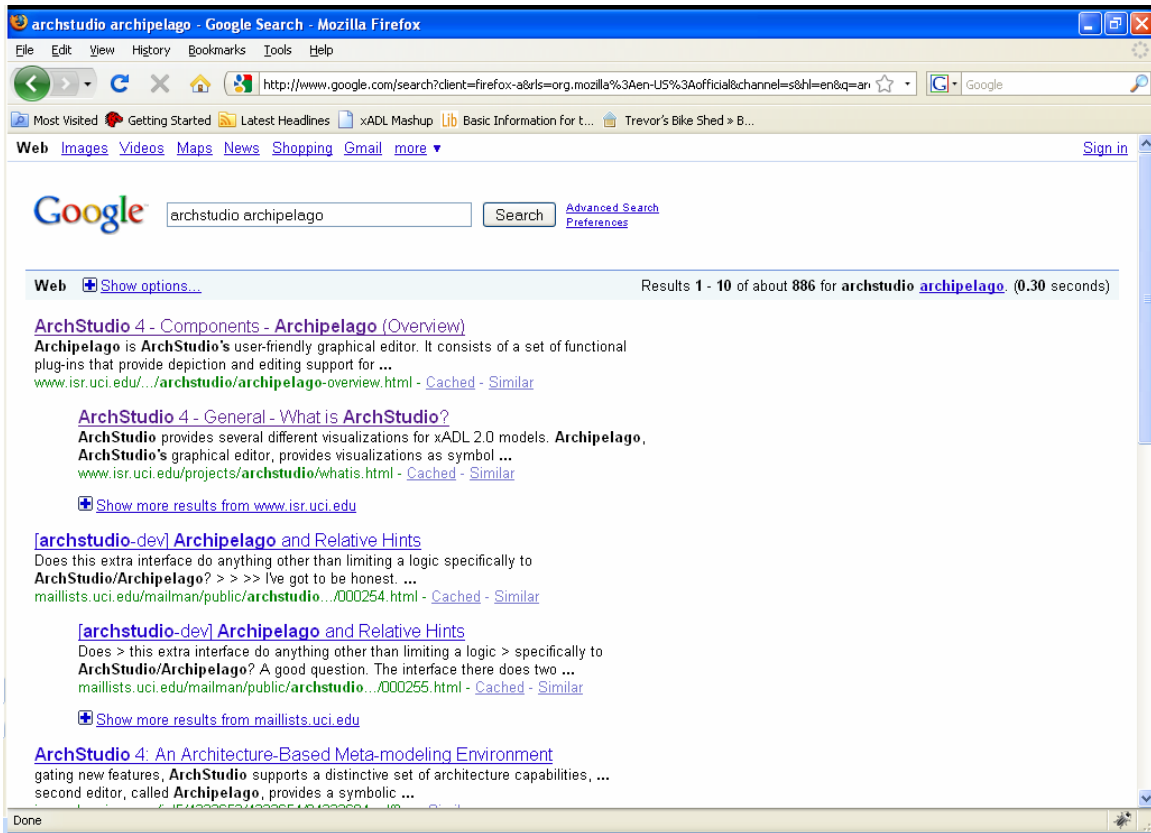 archstudio archipelago - Google Search - Mozilla Firefox
File Edit View History Bookmarks Tools Help
http://www.google.com/search?client=firefox-a&rls=org.mozilla%3Aen-US%3Aofficial&channel=s&hl=en&q=ar G Google
Most Visited Getting Started Latest Headlines xADL Mashup Lib Basic Information for t... Trevor's Bike Shed » B...
Web Images Videos Maps News Shopping Gmail more ▼ Sign in
Google archstudio archipelago Search Advanced Search
Preferences
Web Show options... Results 1 - 10 of about 886 for archstudio archipelago. (0.30 seconds)
ArchStudio 4 - Components - Archipelago (Overview)
Archipelago is ArchStudio's user-friendly graphical editor. It consists of a set of functional
plug-ins that provide depiction and editing support for ...
www.isr.uci.edu/.../archstudio/archipelago-overview.html - Cached - Similar
ArchStudio 4 - General - What is ArchStudio?
ArchStudio provides several different visualizations for xADL 2.0 models. Archipelago,
ArchStudio's graphical editor, provides visualizations as symbol ...
www.isr.uci.edu/projects/archstudio/whatis.html - Cached - Similar
Show more results from www.isr.uci.edu
[archstudio-dev] Archipelago and Relative Hints
Does this extra interface do anything other than limiting a logic specifically to
ArchStudio/Archipelago? > > >> I've got to be honest. ...
maillists.uci.edu/mailman/public/archstudio.../000254.html - Cached - Similar
[archstudio-dev] Archipelago and Relative Hints
Does > this extra interface do anything other than limiting a logic > specifically to
ArchStudio/Archipelago? A good question. The interface there does two ...
maillists.uci.edu/mailman/public/archstudio.../000255.html - Cached - Similar
Show more results from maillists.uci.edu
ArchStudio 4: An Architecture-Based Meta-modeling Environment
gating new features, ArchStudio supports a distinctive set of architecture capabilities, ...
second editor, called Archipelago, provides a symbolic ...
Done